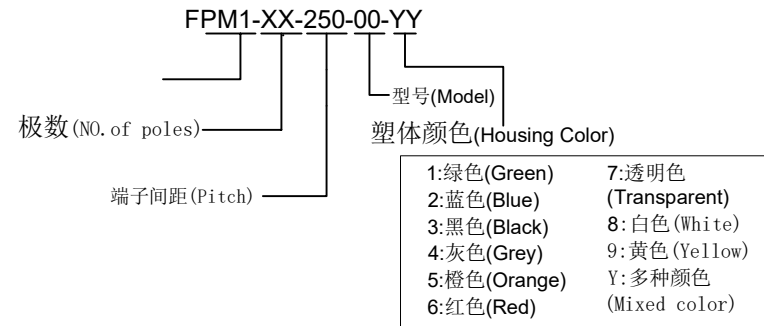 FPM1-XX-250-00-YY
型号(Model)
极数(NO.of poles)
塑体颜色(Housing Color)
端子间距(Pitch)
1:绿色(Green)
2:蓝色(Blue)
3:黑色(Black)
4:灰色(Grey)
5:橙色(Orange)
6:红色(Red)
7:透明色
(Transparent)
8:白色(White)
9:黄色(Yellow)
Y:多种颜色
(Mixed color)